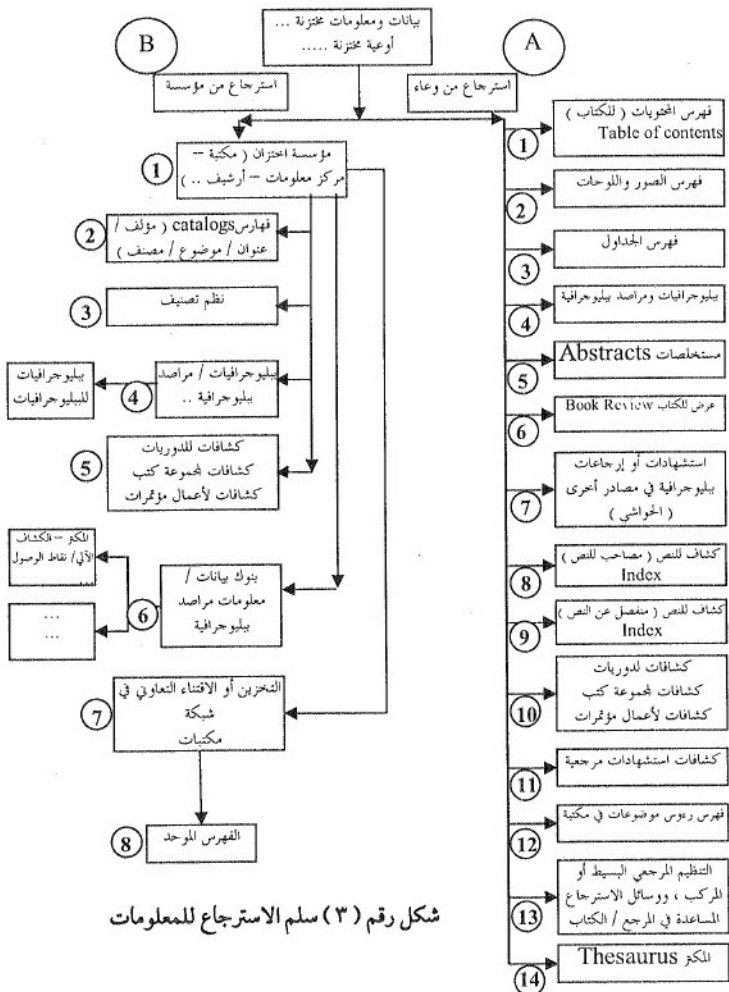 بيانات ومعلومات مختزنة ...
أوعية مختزنة .....
A
استرجاع من وعاء
B
استرجاع من مؤسسة
فهرس المحتويات ( للكتاب )
Table of contents
1
فهرس الصور واللوحات
2
فهرس الجداول
3
ببليوجرافيات ومراصد ببليوجرافية
4
مستخلصات Abstracts
5
عرض للكتاب Book Review
6
استشهادات أو إرجاعات
ببليوجرافية في مصادر أخرى
( الحواشي )
7
كشاف للنص ( مصاحب للنص )
Index
8
كشاف للنص ( منفصل عن النص )
Index
9
كشافات لدوريات
كشافات لمجموعة كتب
كشافات لأعمال مؤتمرات
10
كشافات استشهادات مرجعية
11
فهرس رءوس موضوعات في مكتبة
12
التنظيم المرجعي البسيط أو
المركب ، ووسائل الاسترجاع
المساعدة في المرجع / الكتاب
13
المكنز Thesaurus
14
مؤسسة اختزان ( مكتبة –
مركز معلومات – أرشيف .. )
1
فهارس catalogs ( مؤلف /
عنوان / موضوع / مصنف )
2
نظم تصنيف
3
ببليوجرافيات / مراصد
ببليوجرافية ..
4
ببليوجرافيات
للببليوجرافيات
كشافات للدوريات
كشافات لمجموعة كتب
كشافات لأعمال مؤتمرات
5
بنوك بيانات /
معلومات مراصد
ببليوجرافية
6
المكنز – الكشاف
الآلي/ نقاط الوصول
...
...
...
التخزين أو الاقتناء التعاوني في
شبكة
مكتبات
7
الفهرس الموحد
8
شكل رقم ( ٣ ) سلم الاسترجاع للمعلومات